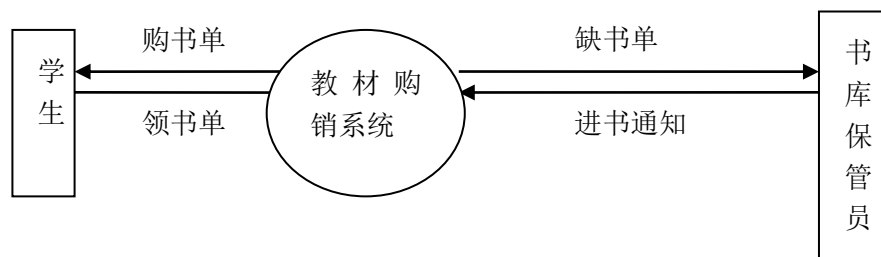 学生
购书单
领书单
教材购
销系统
缺书单
进书通知
书库保管员